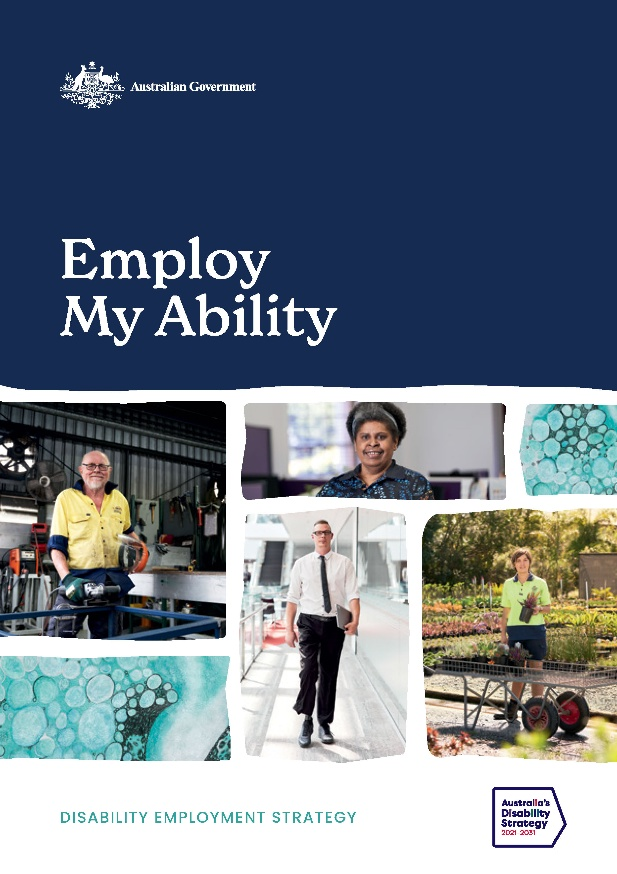 Australian Government
Employ
My Ability
DISABILITY EMPLOYMENT STRATEGY
Australia's
Disability
Strategy
2021–2031